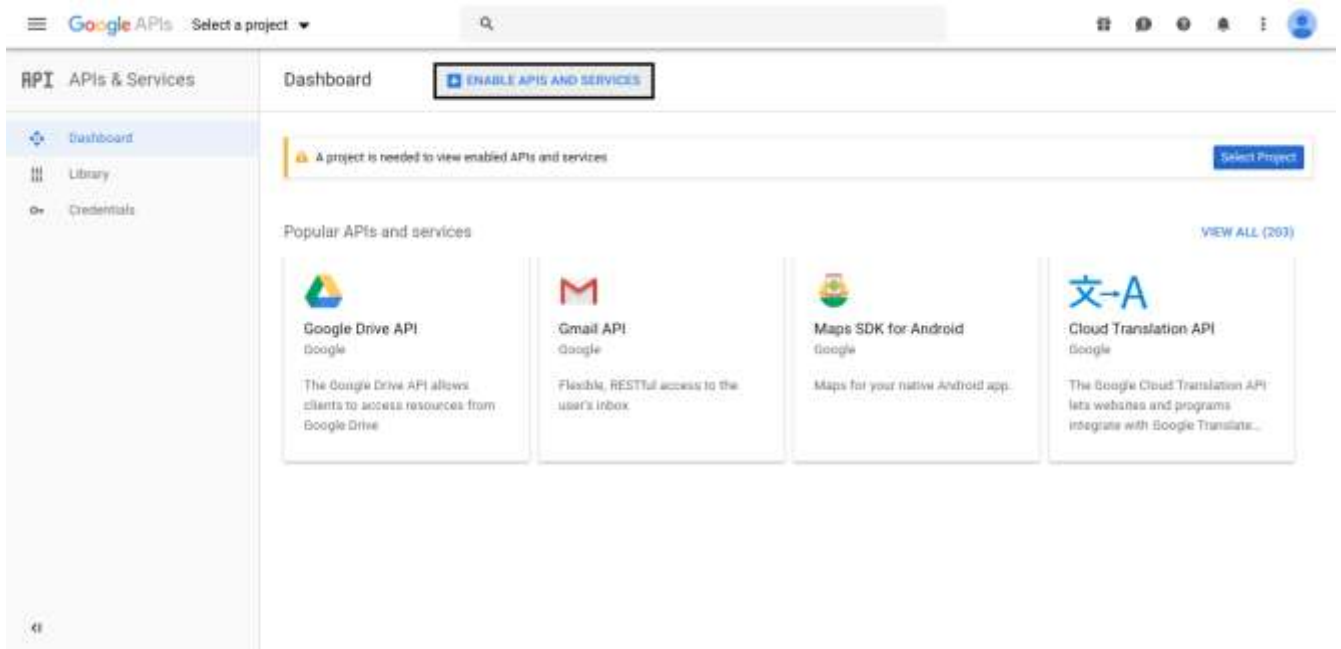 Google APIs Select a project
API APIs & Services
Dashboard
ENABLE APIS AND SERVICES
Dashboard
Library
Credentials
A project is needed to view enabled APIs and services
Select Project
Popular APIs and services
VIEW ALL (203)
Google Drive API
Google
The Google Drive API allows
clients to access resources from
Google Drive
Gmail API
Google
Flexible, RESTful access to the
user's inbox
Maps SDK for Android
Google
Maps for your native Android app.
文→A
Cloud Translation API
Google
The Google Cloud Translation API
lets websites and programs
integrate with Google Translate...